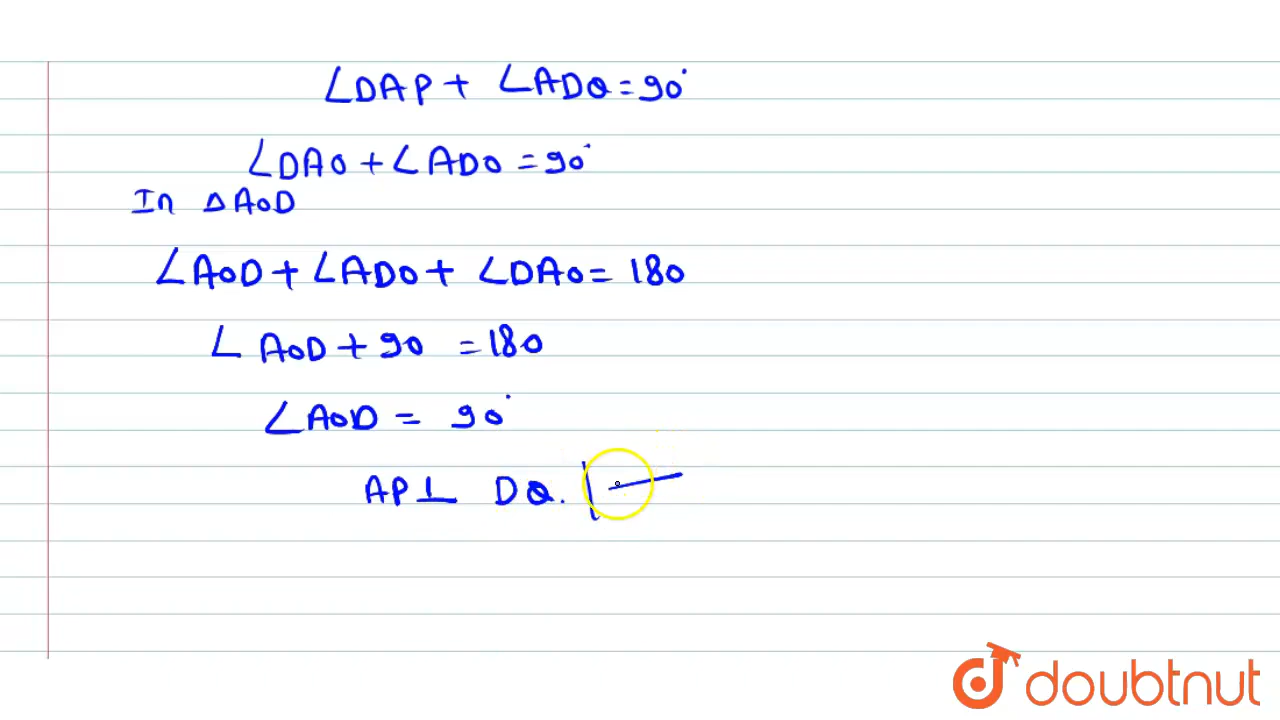 ∠DAP + ∠ADQ = 90°
∠DAO + ∠ADO = 90°
In △AOD
∠AOD + ∠ADO + ∠DAO = 180
∠AOD + 90 = 180
∠AOD = 90°
AP ⊥ DQ.
doubtnut